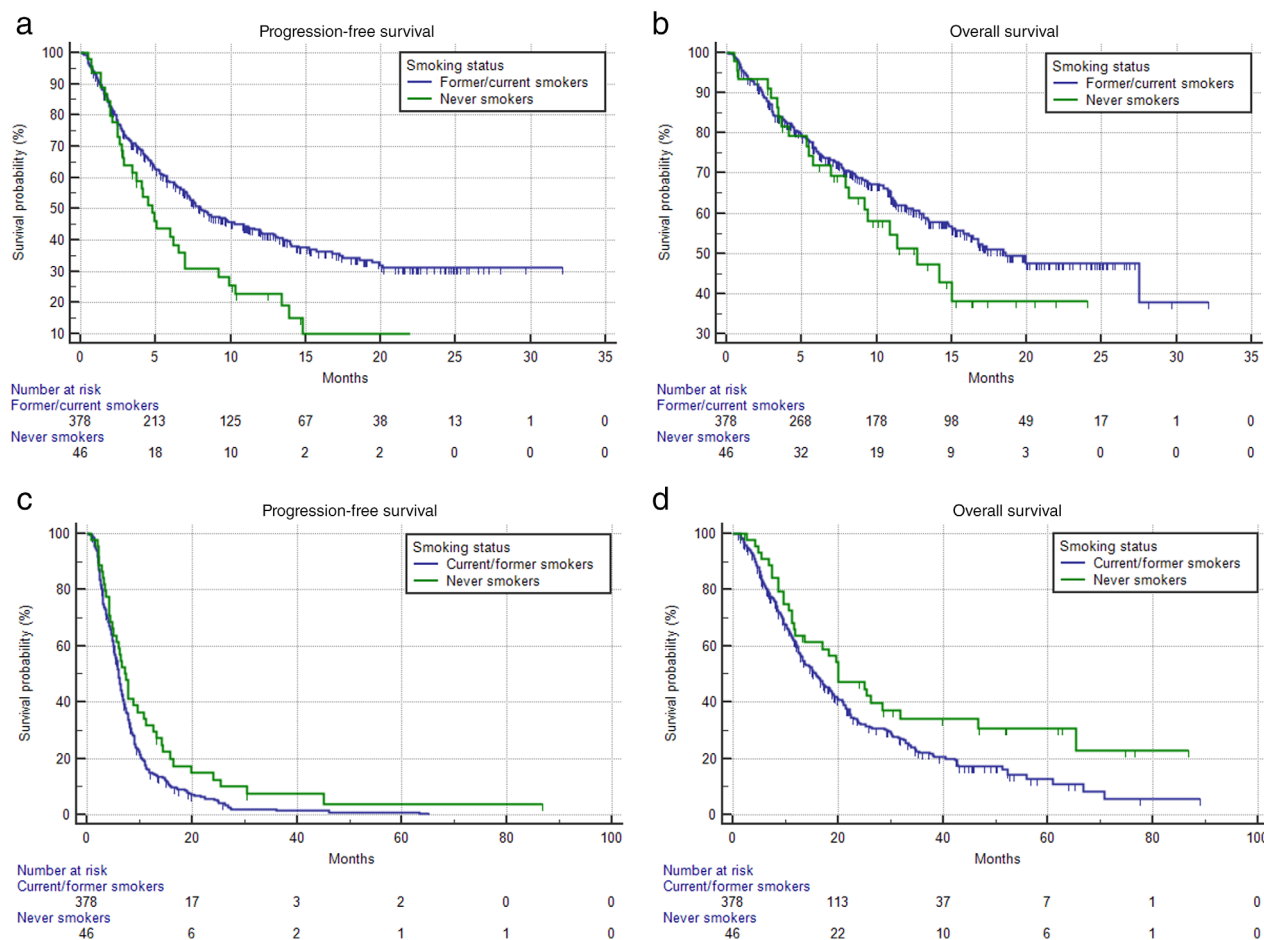 a
Progression-free survival
Smoking status
Former/current smokers
Never smokers
Survival probability (%)
100
90
80
70
60
50
40
30
20
10
0 5 10 15 20 25 30 35
Months
Number at risk
Former/current smokers
378 213 125 67 38 13 1 0
Never smokers
46 18 10 2 2 0 0 0
b
Overall survival
Smoking status
Former/current smokers
Never smokers
Survival probability (%)
100
90
80
70
60
50
40
30
0 5 10 15 20 25 30 35
Months
Number at risk
Former/current smokers
378 268 178 98 49 17 1 0
Never smokers
46 32 19 9 3 0 0 0
c
Progression-free survival
Smoking status
Current/former smokers
Never smokers
Survival probability (%)
100
80
60
40
20
0
0 20 40 60 80 100
Months
Number at risk
Current/former smokers
378 17 3 2 0 0
Never smokers
46 6 2 1 1 0
d
Overall survival
Smoking status
Current/former smokers
Never smokers
Survival probability (%)
100
80
60
40
20
0
0 20 40 60 80 100
Months
Number at risk
Current/former smokers
378 113 37 7 1 0
Never smokers
46 22 10 6 1 0